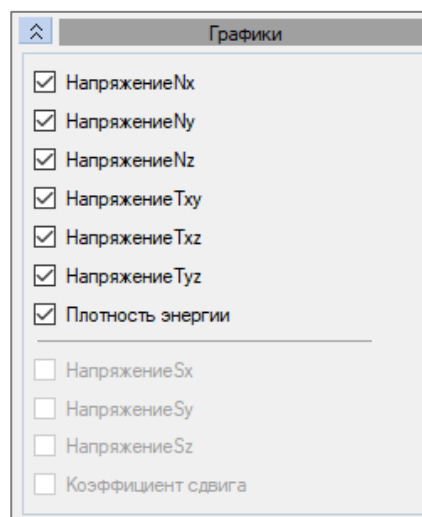 Графики
НапряжениеNx
НапряжениеNy
НапряжениеNz
НапряжениеTxy
НапряжениеTxz
НапряжениеTyz
Плотность энергии
НапряжениеSx
НапряжениеSy
НапряжениеSz
Коэффициент сдвига